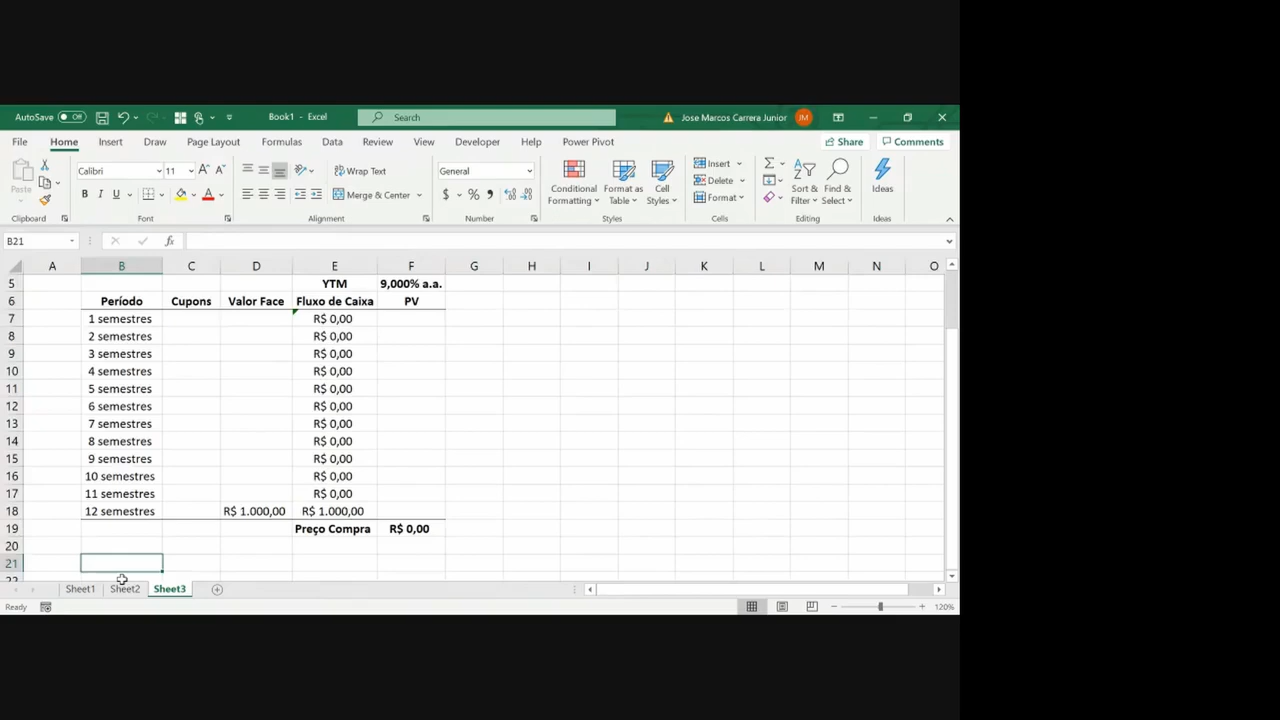 AutoSave Off Book1 - Excel Search Jose Marcos Carrera Junior JM
File Home Insert Draw Page Layout Formulas Data Review View Developer Help Power Pivot Share Comments
Paste Calibri 11 A A Wrap Text General Conditional Formatting Format as Table Cell Styles Insert Sort & Filter Find & Select Ideas
Delete
B I U A Merge & Center $ % , Format
Clipboard Font Alignment Number Styles Cells Editing Ideas
B21 fx
A B C D E F G H I J K L M N O
5 YTM 9,000% a.a.
6 Período Cupons Valor Face Fluxo de Caixa PV
7 1 semestres R$ 0,00
8 2 semestres R$ 0,00
9 3 semestres R$ 0,00
10 4 semestres R$ 0,00
11 5 semestres R$ 0,00
12 6 semestres R$ 0,00
13 7 semestres R$ 0,00
14 8 semestres R$ 0,00
15 9 semestres R$ 0,00
16 10 semestres R$ 0,00
17 11 semestres R$ 0,00
18 12 semestres R$ 1.000,00 R$ 1.000,00
19 Preço Compra R$ 0,00
20
21
22
Sheet1 Sheet2 Sheet3
Ready 120%